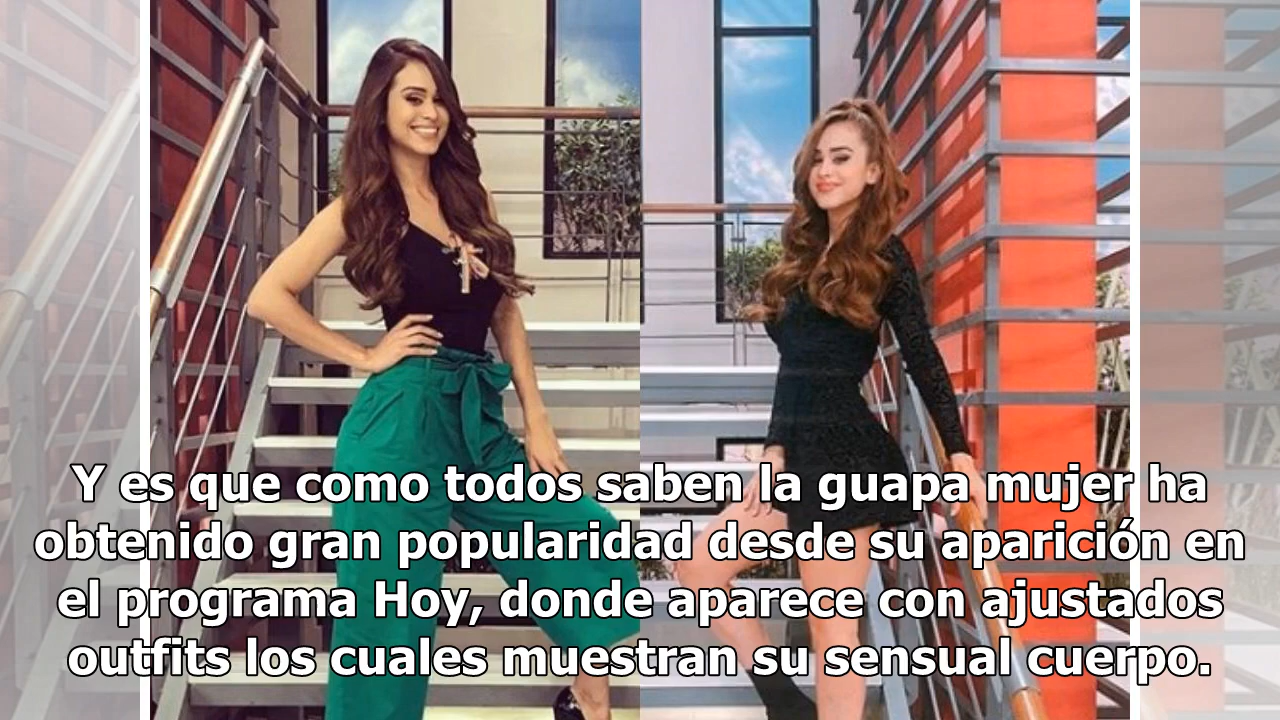 Y es que como todos saben la guapa mujer ha
obtenido gran popularidad desde su aparición en
el programa Hoy, donde aparece con ajustados
outfits los cuales muestran su sensual cuerpo.